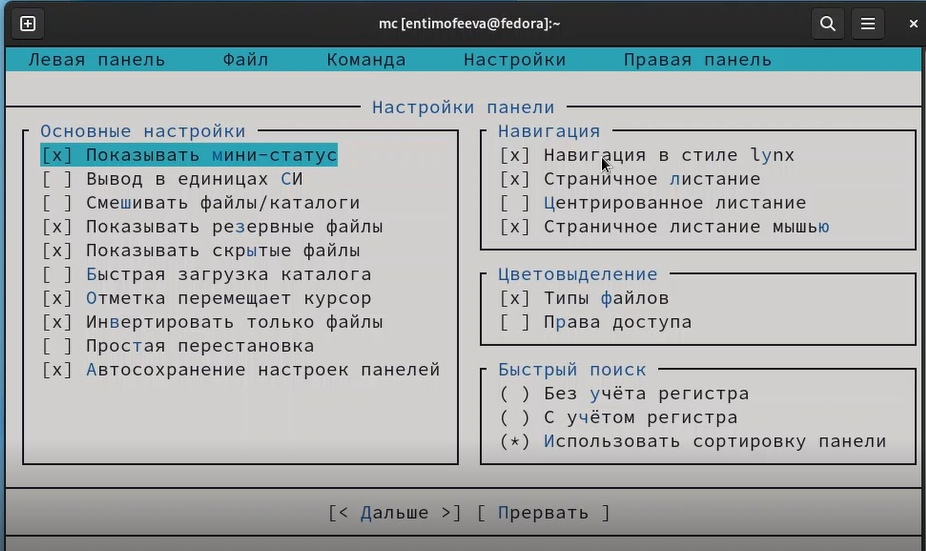 mc [entimofeeva@fedora]:~
Левая панель Файл Команда Настройки Правая панель
Настройки панели
Основные настройки
[x] Показывать мини-статус
[ ] Вывод в единицах СИ
[ ] Смешивать файлы/каталоги
[x] Показывать резервные файлы
[x] Показывать скрытые файлы
[ ] Быстрая загрузка каталога
[x] Отметка перемещает курсор
[x] Инвертировать только файлы
[ ] Простая перестановка
[x] Автосохранение настроек панелей
Навигация
[x] Навигация в стиле lynx
[x] Страничное листание
[ ] Центрированное листание
[x] Страничное листание мышью
Цветовыделение
[x] Типы файлов
[ ] Права доступа
Быстрый поиск
( ) Без учёта регистра
( ) С учётом регистра
(*) Использовать сортировку панели
[< Дальше >] [ Прервать ]